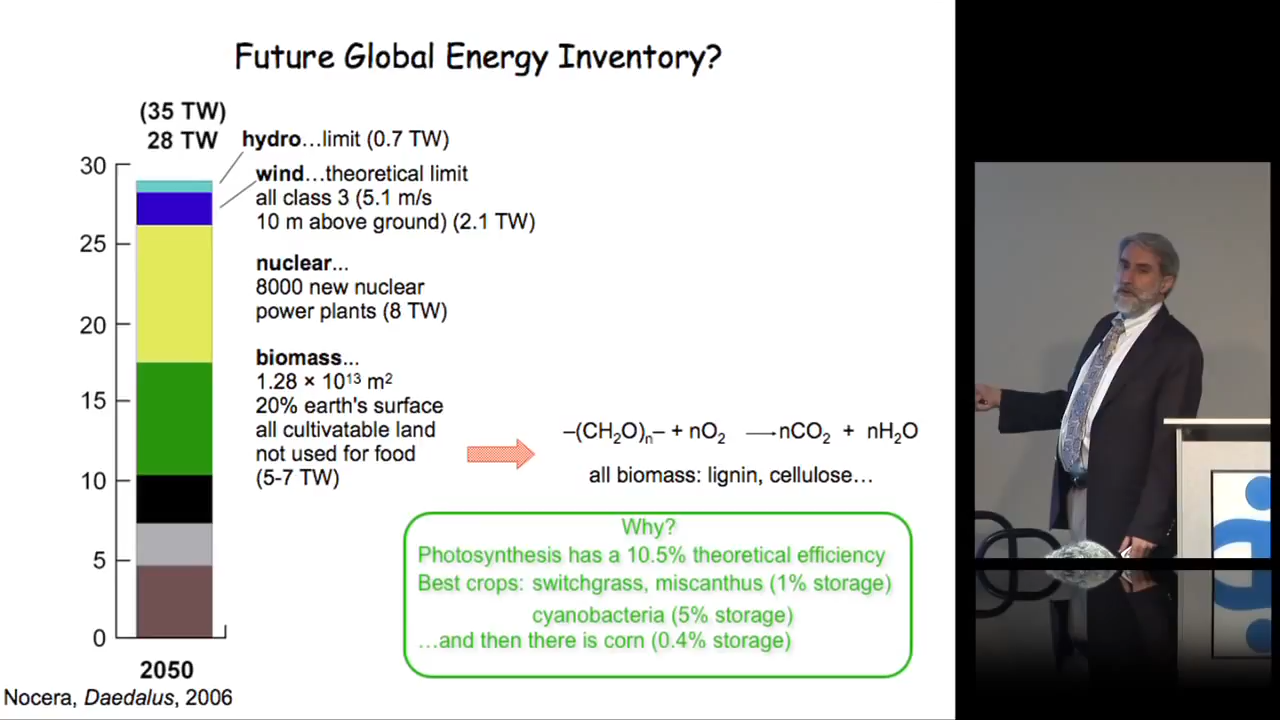 Future Global Energy Inventory?
(35 TW)
28 TW
hydro…limit (0.7 TW)
wind…theoretical limit
all class 3 (5.1 m/s
10 m above ground) (2.1 TW)
nuclear...
8000 new nuclear
power plants (8 TW)
biomass...
1.28 × 10¹³ m²
20% earth's surface
all cultivatable land
not used for food
(5-7 TW)
–(CH₂O)ₙ– + nO₂ ⟶nCO₂ + nH₂O
all biomass: lignin, cellulose…
Why?
Photosynthesis has a 10.5% theoretical efficiency
Best crops: switchgrass, miscanthus (1% storage)
cyanobacteria (5% storage)
…and then there is corn (0.4% storage)
30
25
20
15
10
5
0
2050
Nocera, Daedalus, 2006